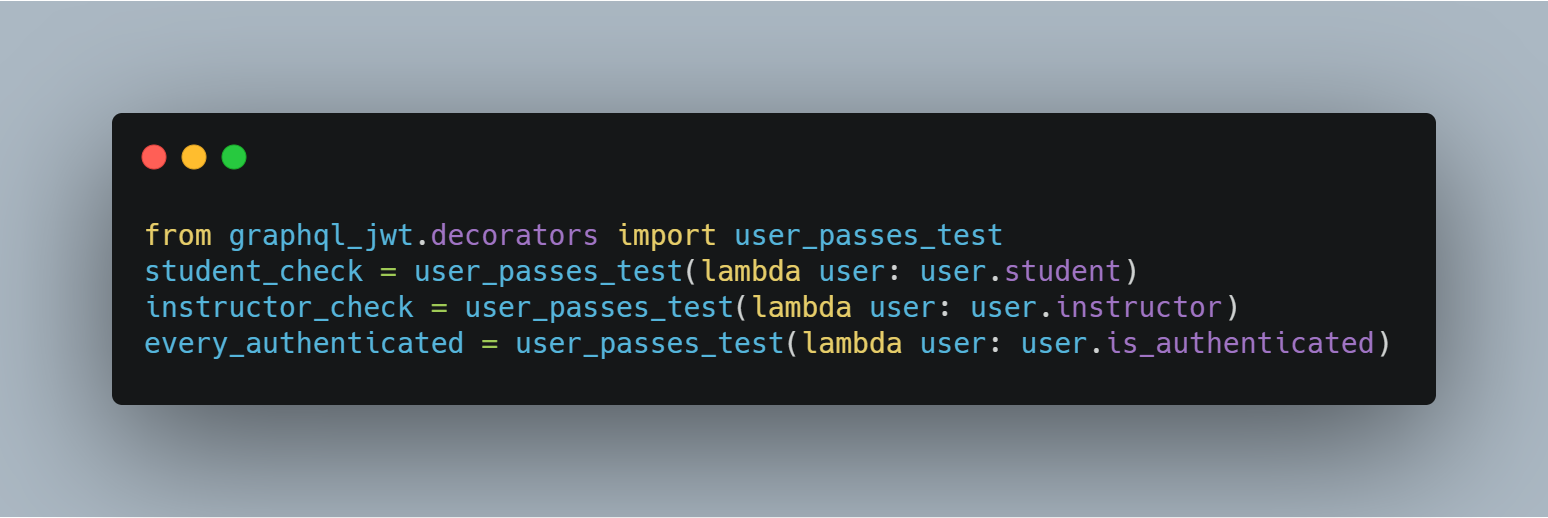 from graphql_jwt.decorators import user_passes_test
student_check = user_passes_test(lambda user: user.student)
instructor_check = user_passes_test(lambda user: user.instructor)
every_authenticated = user_passes_test(lambda user: user.is_authenticated)